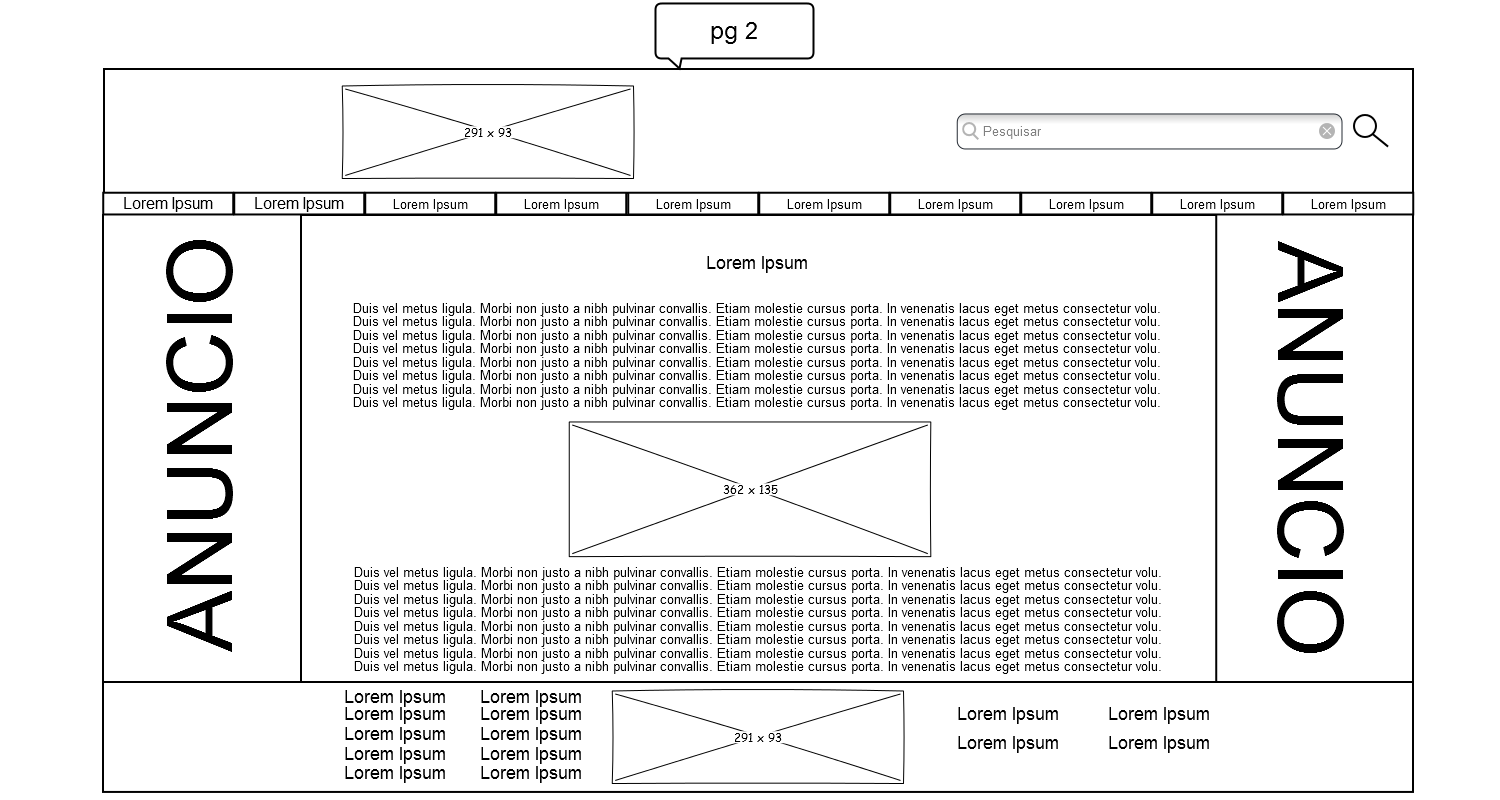 pg 2
291 x 93
Pesquisar
Lorem Ipsum Lorem Ipsum Lorem Ipsum Lorem Ipsum Lorem Ipsum Lorem Ipsum Lorem Ipsum Lorem Ipsum Lorem Ipsum Lorem Ipsum
ANUNCIO
Lorem Ipsum
Duis vel metus ligula. Morbi non justo a nibh pulvinar convallis. Etiam molestie cursus porta. In venenatis lacus eget metus consectetur volu.
Duis vel metus ligula. Morbi non justo a nibh pulvinar convallis. Etiam molestie cursus porta. In venenatis lacus eget metus consectetur volu.
Duis vel metus ligula. Morbi non justo a nibh pulvinar convallis. Etiam molestie cursus porta. In venenatis lacus eget metus consectetur volu.
Duis vel metus ligula. Morbi non justo a nibh pulvinar convallis. Etiam molestie cursus porta. In venenatis lacus eget metus consectetur volu.
Duis vel metus ligula. Morbi non justo a nibh pulvinar convallis. Etiam molestie cursus porta. In venenatis lacus eget metus consectetur volu.
Duis vel metus ligula. Morbi non justo a nibh pulvinar convallis. Etiam molestie cursus porta. In venenatis lacus eget metus consectetur volu.
Duis vel metus ligula. Morbi non justo a nibh pulvinar convallis. Etiam molestie cursus porta. In venenatis lacus eget metus consectetur volu.
Duis vel metus ligula. Morbi non justo a nibh pulvinar convallis. Etiam molestie cursus porta. In venenatis lacus eget metus consectetur volu.
362 x 135
Duis vel metus ligula. Morbi non justo a nibh pulvinar convallis. Etiam molestie cursus porta. In venenatis lacus eget metus consectetur volu.
Duis vel metus ligula. Morbi non justo a nibh pulvinar convallis. Etiam molestie cursus porta. In venenatis lacus eget metus consectetur volu.
Duis vel metus ligula. Morbi non justo a nibh pulvinar convallis. Etiam molestie cursus porta. In venenatis lacus eget metus consectetur volu.
Duis vel metus ligula. Morbi non justo a nibh pulvinar convallis. Etiam molestie cursus porta. In venenatis lacus eget metus consectetur volu.
Duis vel metus ligula. Morbi non justo a nibh pulvinar convallis. Etiam molestie cursus porta. In venenatis lacus eget metus consectetur volu.
Duis vel metus ligula. Morbi non justo a nibh pulvinar convallis. Etiam molestie cursus porta. In venenatis lacus eget metus consectetur volu.
Duis vel metus ligula. Morbi non justo a nibh pulvinar convallis. Etiam molestie cursus porta. In venenatis lacus eget metus consectetur volu.
Duis vel metus ligula. Morbi non justo a nibh pulvinar convallis. Etiam molestie cursus porta. In venenatis lacus eget metus consectetur volu.
ANUNCIO
Lorem Ipsum
Lorem Ipsum
Lorem Ipsum
Lorem Ipsum
Lorem Ipsum
Lorem Ipsum
Lorem Ipsum
Lorem Ipsum
Lorem Ipsum
Lorem Ipsum
291 x 93
Lorem Ipsum
Lorem Ipsum
Lorem Ipsum
Lorem Ipsum